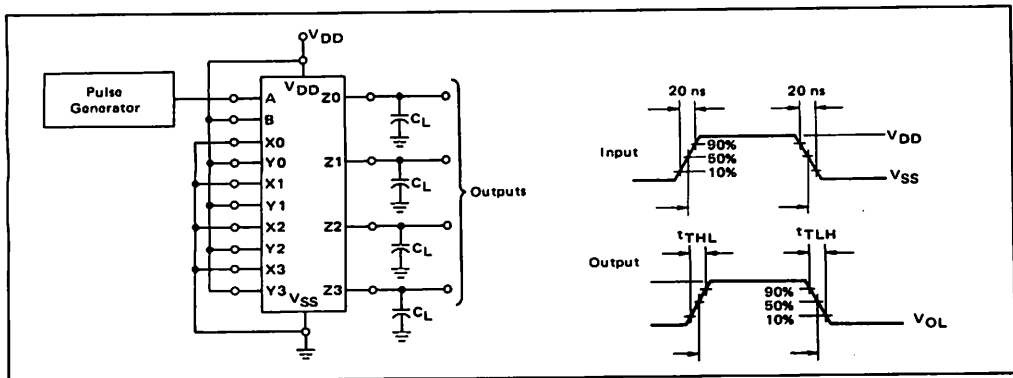 VDD
Pulse
Generator
VDD
A
B
X0
Y0
X1
Y1
X2
Y2
X3
Y3
VSS
Z0
Z1
Z2
Z3
CL
CL
CL
CL
Outputs
20 ns
20 ns
Input
90%
50%
10%
VDD
VSS
tTHL
tTLH
Output
90%
50%
10%
VOL